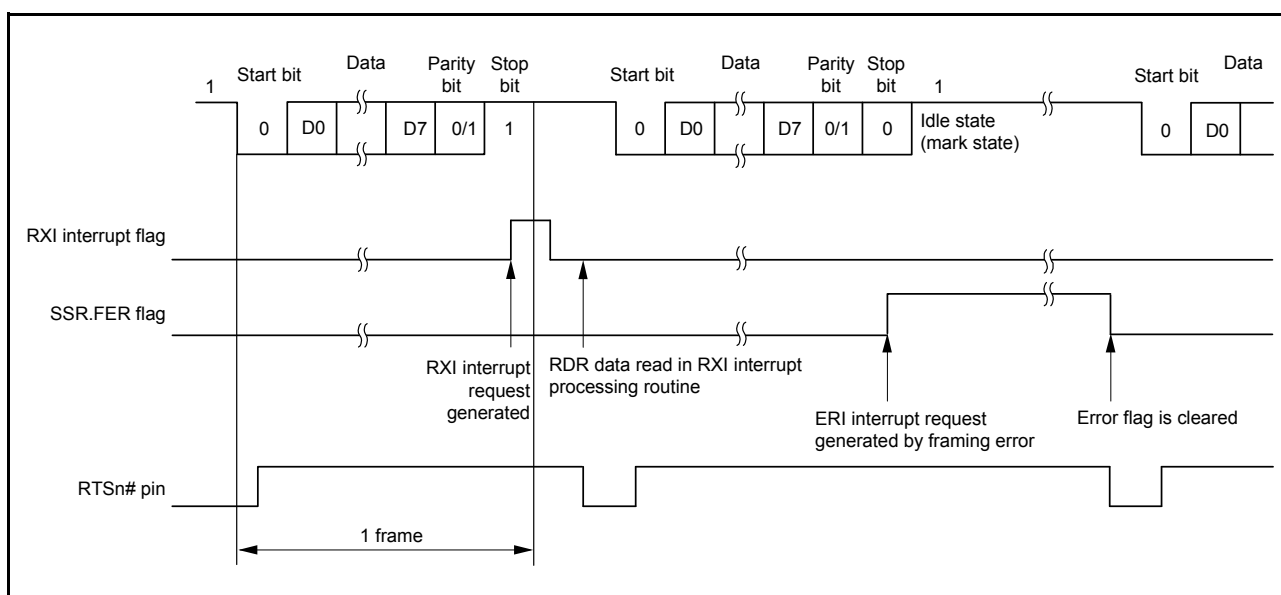 1 Start bit Data Parity bit Stop bit Start bit Data Parity bit Stop bit 1 Start bit Data
0 D0 D7 0/1 1 0 D0 D7 0/1 0 Idle state (mark state) 0 D0
RXI interrupt flag
SSR.FER flag
RXI interrupt request generated
RDR data read in RXI interrupt processing routine
ERI interrupt request generated by framing error
Error flag is cleared
RTSn# pin
1 frame